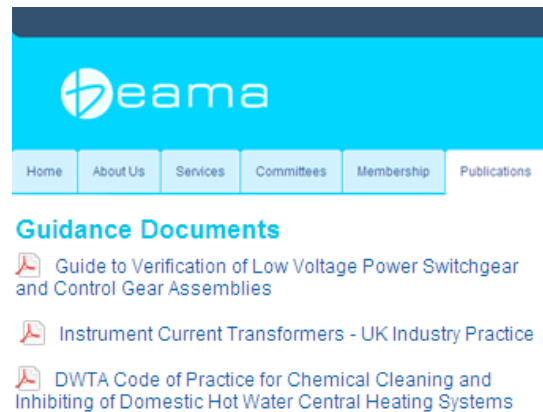 beama
Home About Us Services Committees Membership Publications
Guidance Documents
Guide to Verification of Low Voltage Power Switchgear
and Control Gear Assemblies
Instrument Current Transformers - UK Industry Practice
DWTA Code of Practice for Chemical Cleaning and
Inhibiting of Domestic Hot Water Central Heating Systems